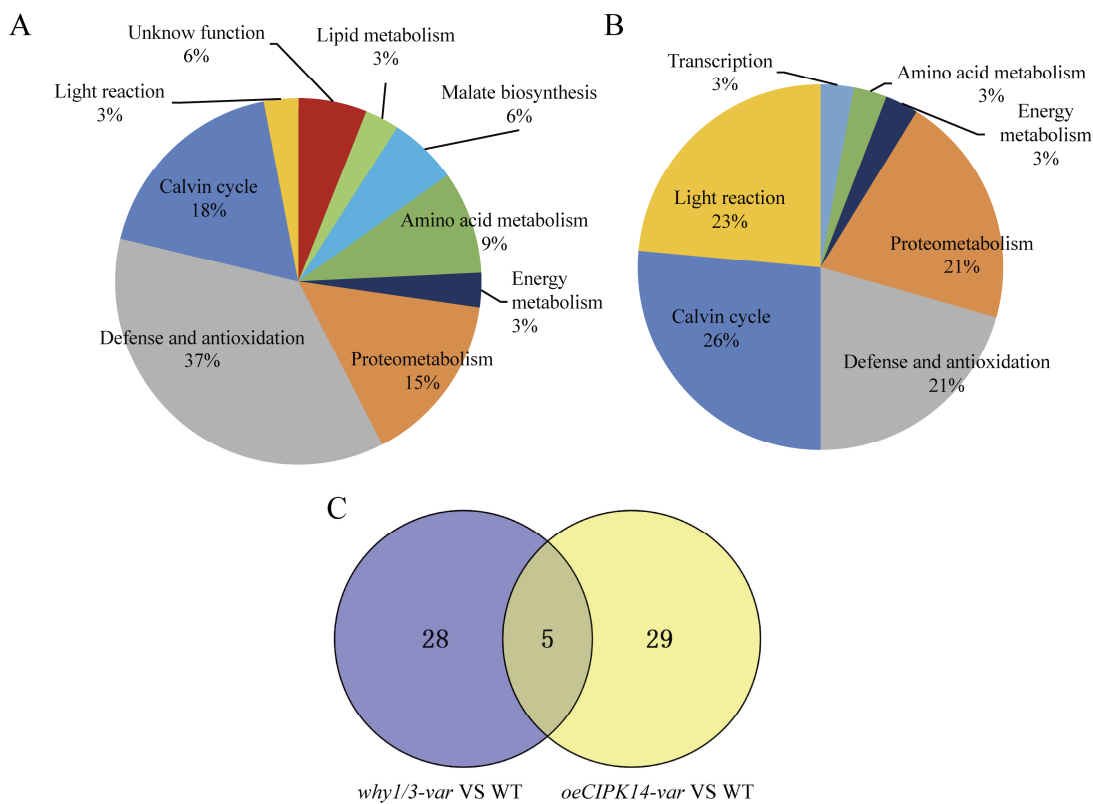 A
Unknow function
6%
Lipid metabolism
3%
Light reaction
3%
Malate biosynthesis
6%
Calvin cycle
18%
Amino acid metabolism
9%
Energy
metabolism
3%
Defense and antioxidation
37%
Proteometabolism
15%
B
Transcription
3%
Amino acid metabolism
3%
Energy
metabolism
3%
Light reaction
23%
Proteometabolism
21%
Calvin cycle
26%
Defense and antioxidation
21%
C
28
5
29
why1/3-var VS WT
oeCIPK14-var VS WT